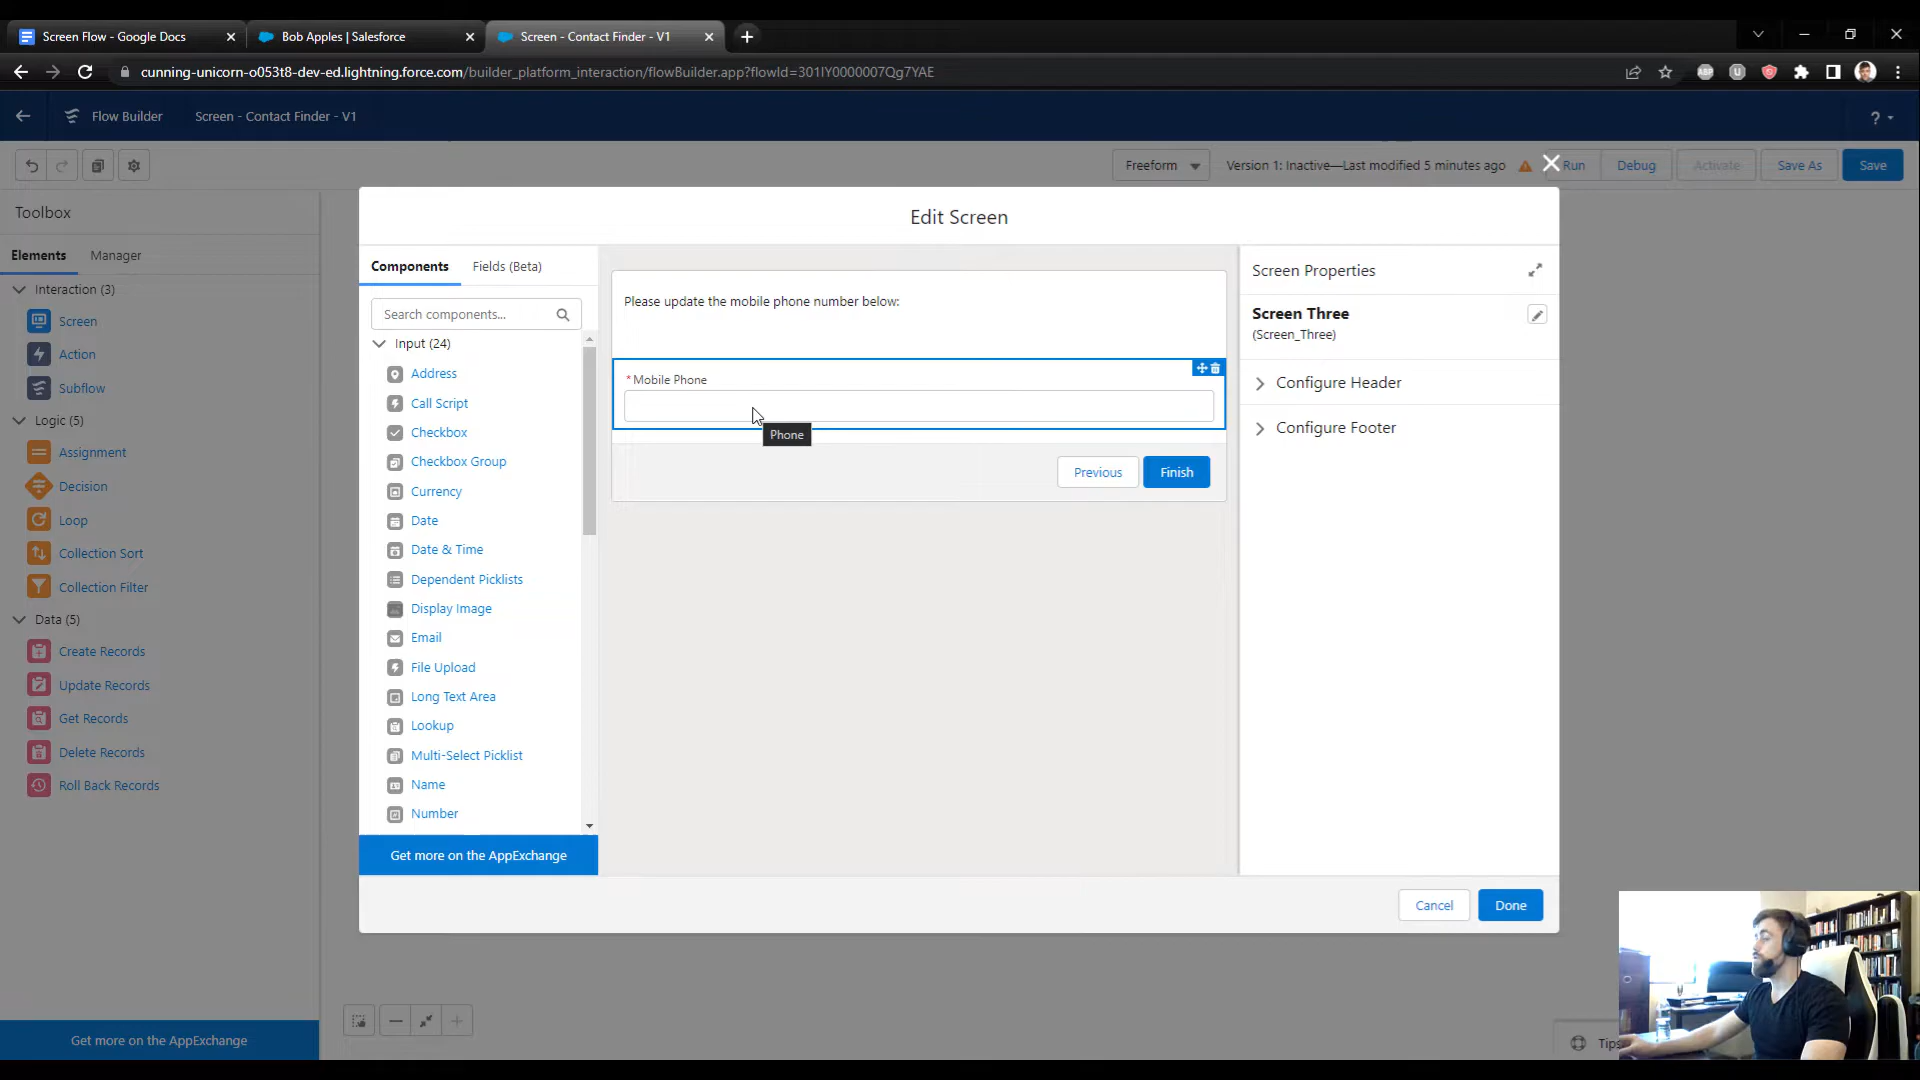 Screen Flow - Google Docs
Bob Apples | Salesforce
Screen - Contact Finder - V1
cunning-unicorn-o053t8-dev-ed.lightning.force.com/builder_platform_interaction/flowBuilder.app?flowId=301IY0000007Qg7YAE
ABP
Flow Builder
Screen - Contact Finder - V1
?
Freeform
Version 1: Inactive—Last modified 5 minutes ago
Run
Debug
Activate
Save As
Save
Toolbox
Elements
Manager
Interaction (3)
Screen
Action
Subflow
Logic (5)
Assignment
Decision
Loop
Collection Sort
Collection Filter
Data (5)
Create Records
Update Records
Get Records
Delete Records
Roll Back Records
Get more on the AppExchange
Edit Screen
Components
Fields (Beta)
Search components...
Input (24)
Address
Call Script
Checkbox
Checkbox Group
Currency
Date
Date & Time
Dependent Picklists
Display Image
Email
File Upload
Long Text Area
Lookup
Multi-Select Picklist
Name
Number
Get more on the AppExchange
Please update the mobile phone number below:
*Mobile Phone
Phone
Previous
Finish
Screen Properties
Screen Three
(Screen_Three)
Configure Header
Configure Footer
Cancel
Done
Tips